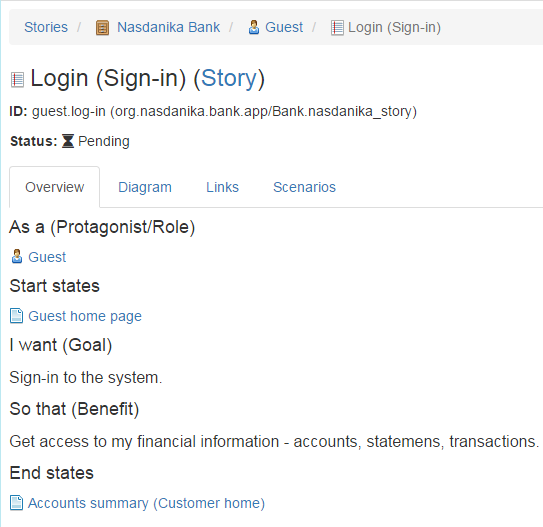 Stories / Nasdanika Bank / Guest / Login (Sign-in)
Login (Sign-in) (Story)
ID: guest.log-in (org.nasdanika.bank.app/Bank.nasdanika_story)
Status: Pending
Overview Diagram Links Scenarios
As a (Protagonist/Role)
Guest
Start states
Guest home page
I want (Goal)
Sign-in to the system.
So that (Benefit)
Get access to my financial information - accounts, statemens, transactions.
End states
Accounts summary (Customer home)